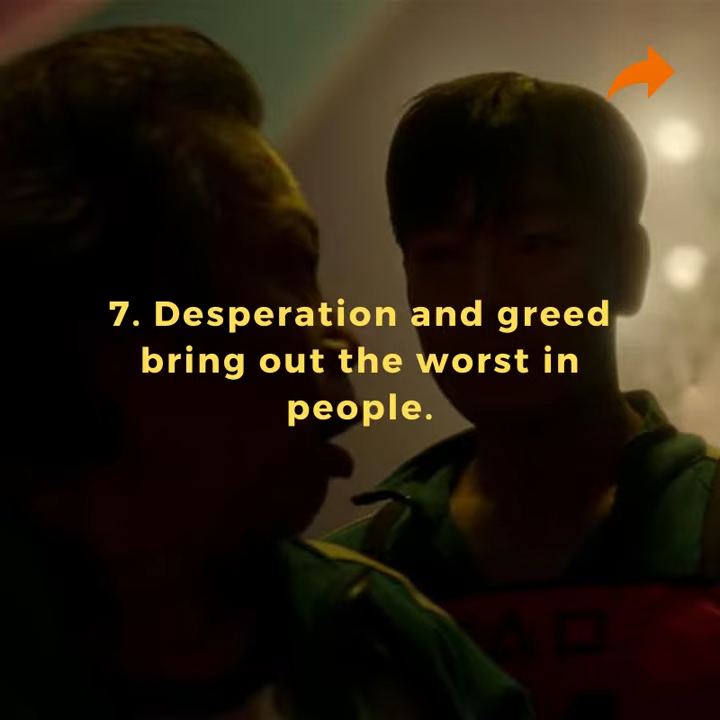 7. Desperation and greed
bring out the worst in
people.